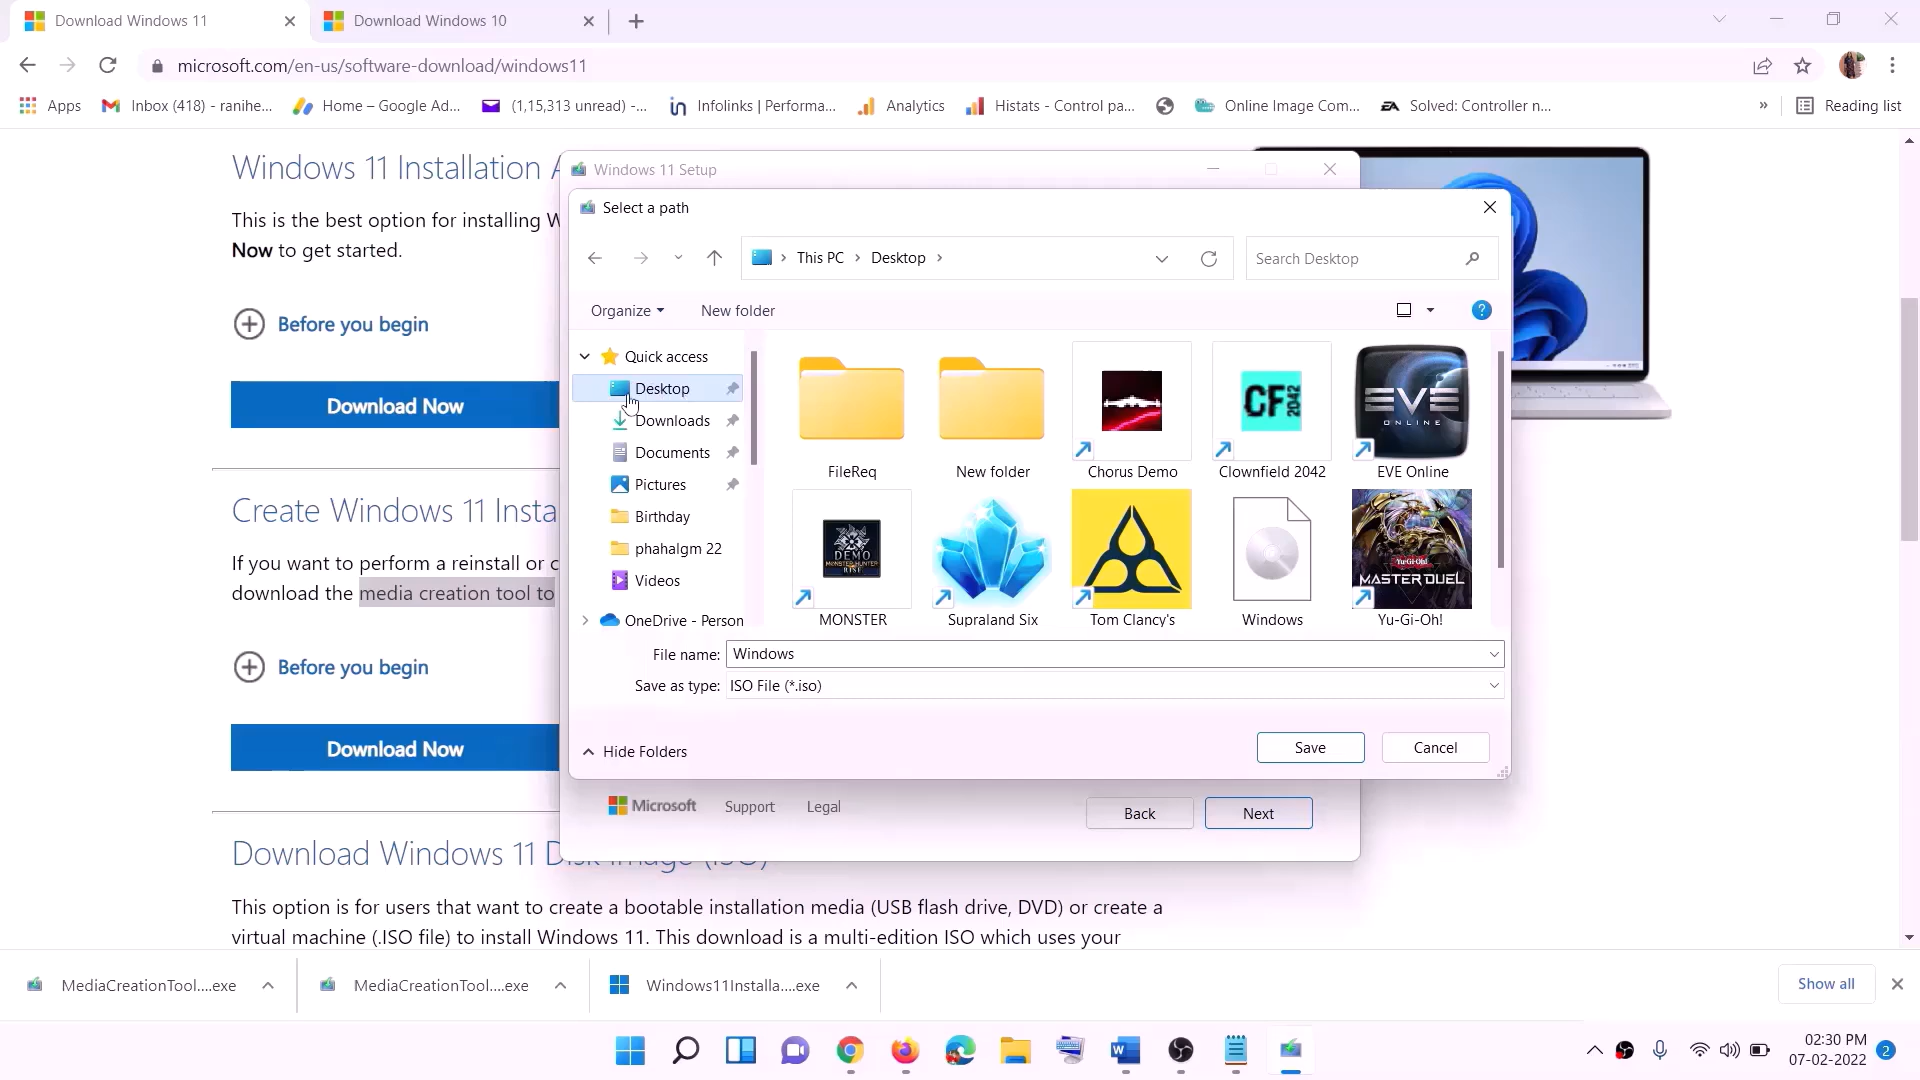 Download Windows 11
Download Windows 10
microsoft.com/en-us/software-download/windows11
Apps
Inbox (418) - ranihe...
Home – Google Ad...
(1,15,313 unread) -...
Infolinks | Performa...
Analytics
Histats - Control pa...
Online Image Com...
Solved: Controller n...
»
Reading list
Windows 11 Installation A
This is the best option for installing W
Now to get started.
Before you begin
Download Now
Create Windows 11 Insta
If you want to perform a reinstall or c
download the media creation tool to
Before you begin
Download Now
Download Windows 11 Disk Image (ISO)
This option is for users that want to create a bootable installation media (USB flash drive, DVD) or create a
virtual machine (.ISO file) to install Windows 11. This download is a multi-edition ISO which uses your
Windows 11 Setup
Select a path
This PC
Desktop
Search Desktop
Organize
New folder
?
Quick access
Desktop
Downloads
Documents
Pictures
Birthday
phahalgm 22
Videos
OneDrive - Person
FileReq
New folder
Chorus Demo
CF
2042
Clownfield 2042
EVE
ONLINE
EVE Online
DEMO
MONSTER HUNTER
RISE
MONSTER
Supraland Six
Tom Clancy's
Windows
Yu-Gi-Oh!
MASTER DUEL
Yu-Gi-Oh!
File name:
Windows
Save as type:
ISO File (*.iso)
Hide Folders
Save
Cancel
Microsoft
Support
Legal
Back
Next
MediaCreationTool....exe
MediaCreationTool....exe
Windows11Installa....exe
Show all
02:30 PM
07-02-2022
2